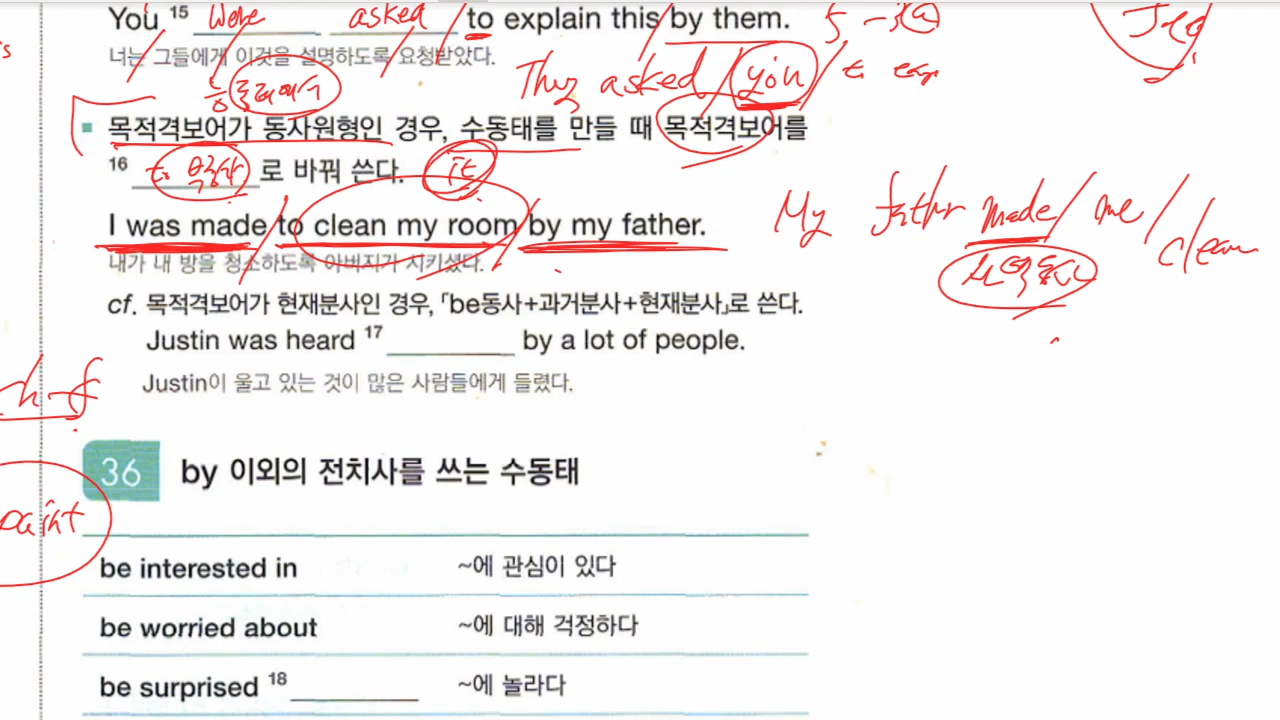 You 15 were asked to explain this by them.
너는 그들에게 이것을 설명하도록 요청받았다.
They asked you to
목적격보어가 동사원형인 경우, 수동태를 만들 때 목적격보어를
16 to 부정사 로 바꿔 쓴다.
I was made to clean my room by my father.
My father made me clean
사역동사
내가 내 방을 청소하도록 아버지가 시키셨다.
cf. 목적격보어가 현재분사인 경우, 「be동사+과거분사+현재분사」로 쓴다.
Justin was heard 17 by a lot of people.
Justin이 울고 있는 것이 많은 사람들에게 들렸다.
paint
36 by 이외의 전치사를 쓰는 수동태
be interested in ~에 관심이 있다
be worried about ~에 대해 걱정하다
be surprised 18 ~에 놀라다